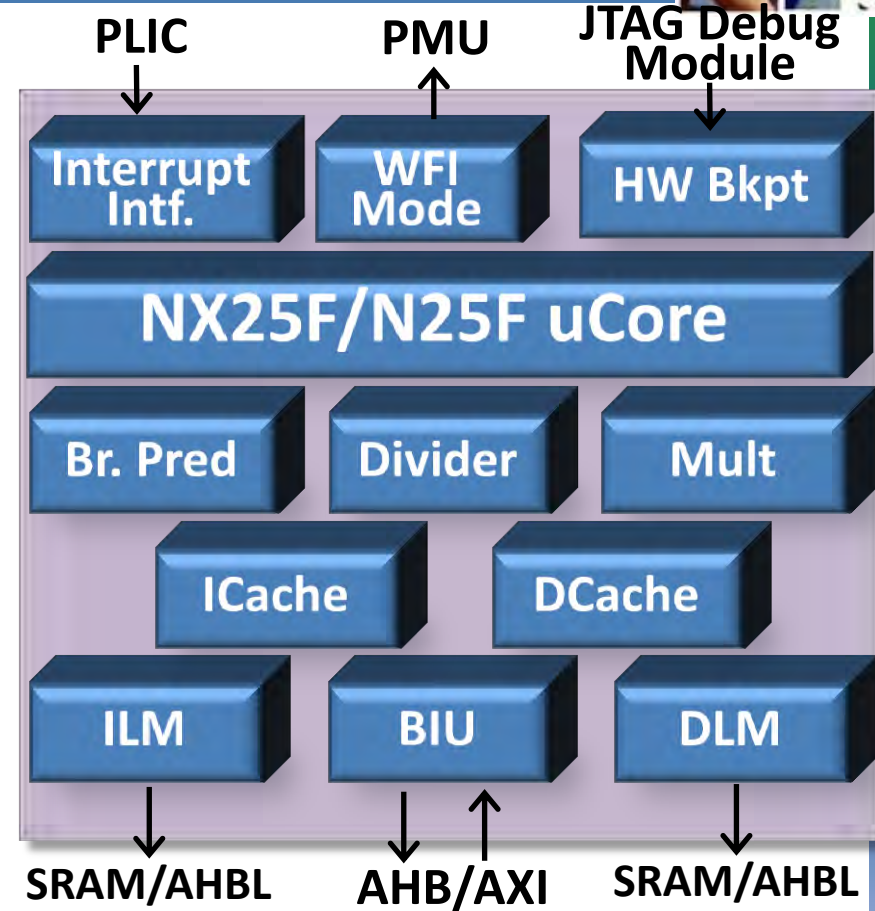 PLIC
PMU
JTAG Debug
Module
Interrupt
Intf.
WFI
Mode
HW Bkpt
NX25F/N25F uCore
Br. Pred
Divider
Mult
ICache
DCache
ILM
BIU
DLM
SRAM/AHBL
AHB/AXI
SRAM/AHBL